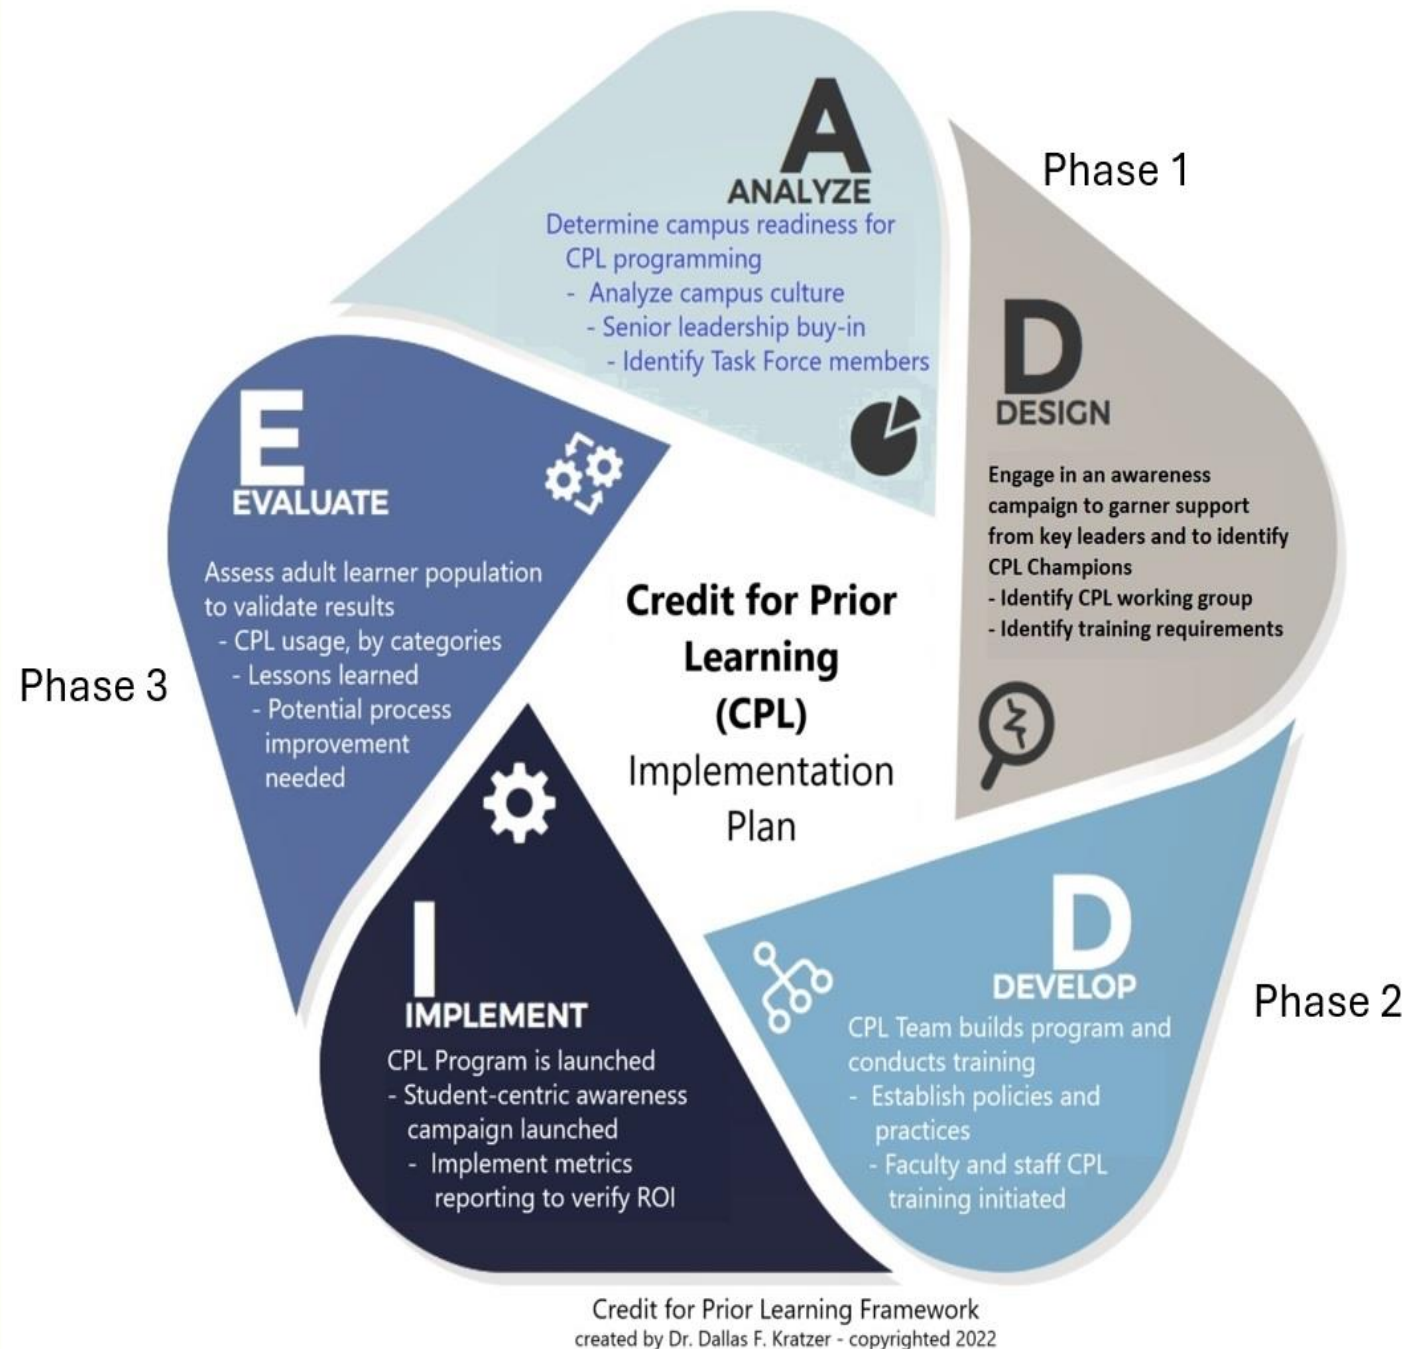 A
ANALYZE
Determine campus readiness for
CPL programming
- Analyze campus culture
- Senior leadership buy-in
- Identify Task Force members
Phase 1
D
DESIGN
Engage in an awareness
campaign to garner support
from key leaders and to identify
CPL Champions
- Identify CPL working group
- Identify training requirements
Credit for Prior
Learning
(CPL)
Implementation
Plan
D
DEVELOP
CPL Team builds program and
conducts training
- Establish policies and
practices
- Faculty and staff CPL
training initiated
Phase 2
I
IMPLEMENT
CPL Program is launched
- Student-centric awareness
campaign launched
- Implement metrics
reporting to verify ROI
E
EVALUATE
Assess adult learner population
to validate results
- CPL usage, by categories
- Lessons learned
- Potential process
improvement
needed
Phase 3
Credit for Prior Learning Framework
created by Dr. Dallas F. Kratzer - copyrighted 2022